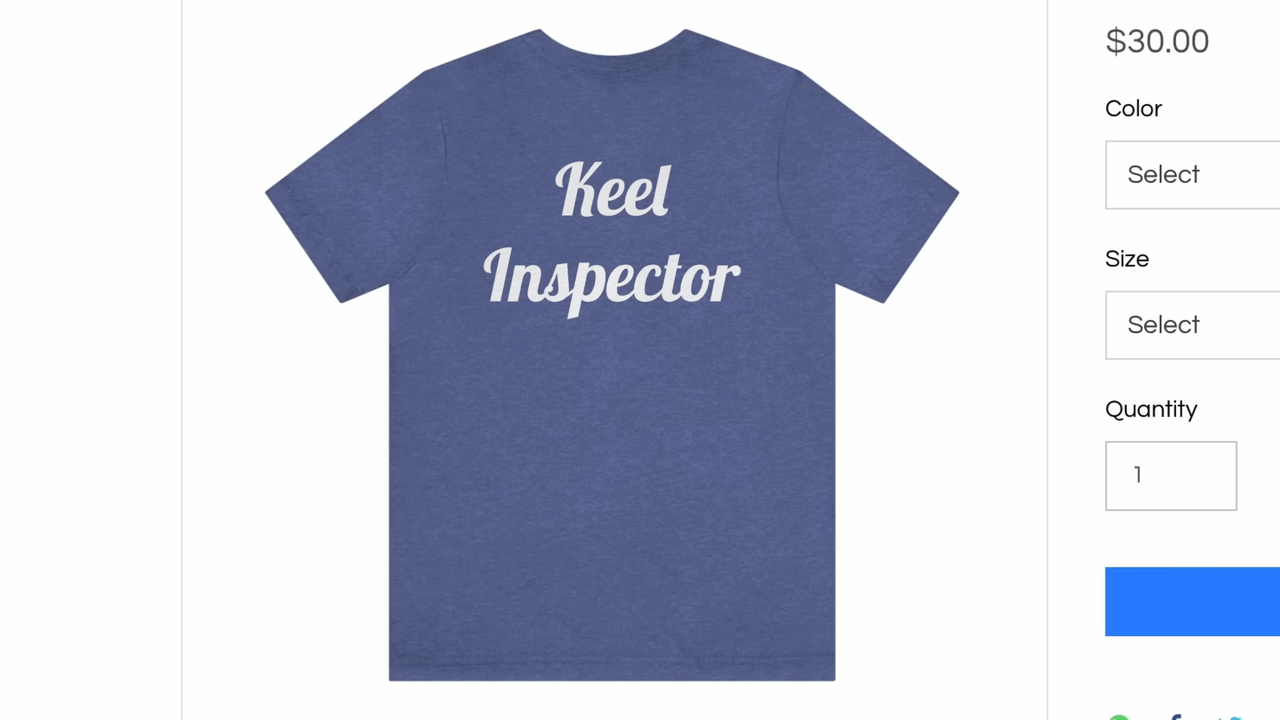 Keel
Inspector
$30.00
Color
Select
Size
Select
Quantity
1